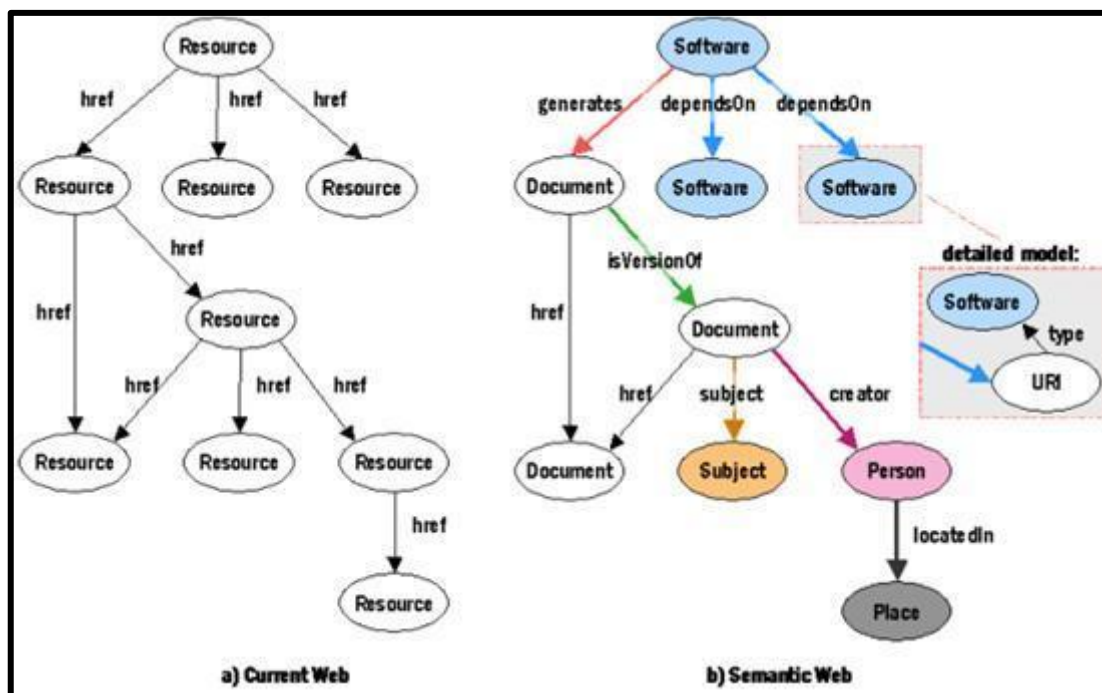 Resource
href
href
href
Resource
Resource
Resource
href
href
Resource
href
href
href
Resource
Resource
Resource
href
Resource
a) Current Web
Software
generates
dependsOn
dependsOn
Document
Software
Software
isVersionOf
href
detailed model:
Software
type
URI
Document
href
subject
creator
Document
Subject
Person
locatedIn
Place
b) Semantic Web